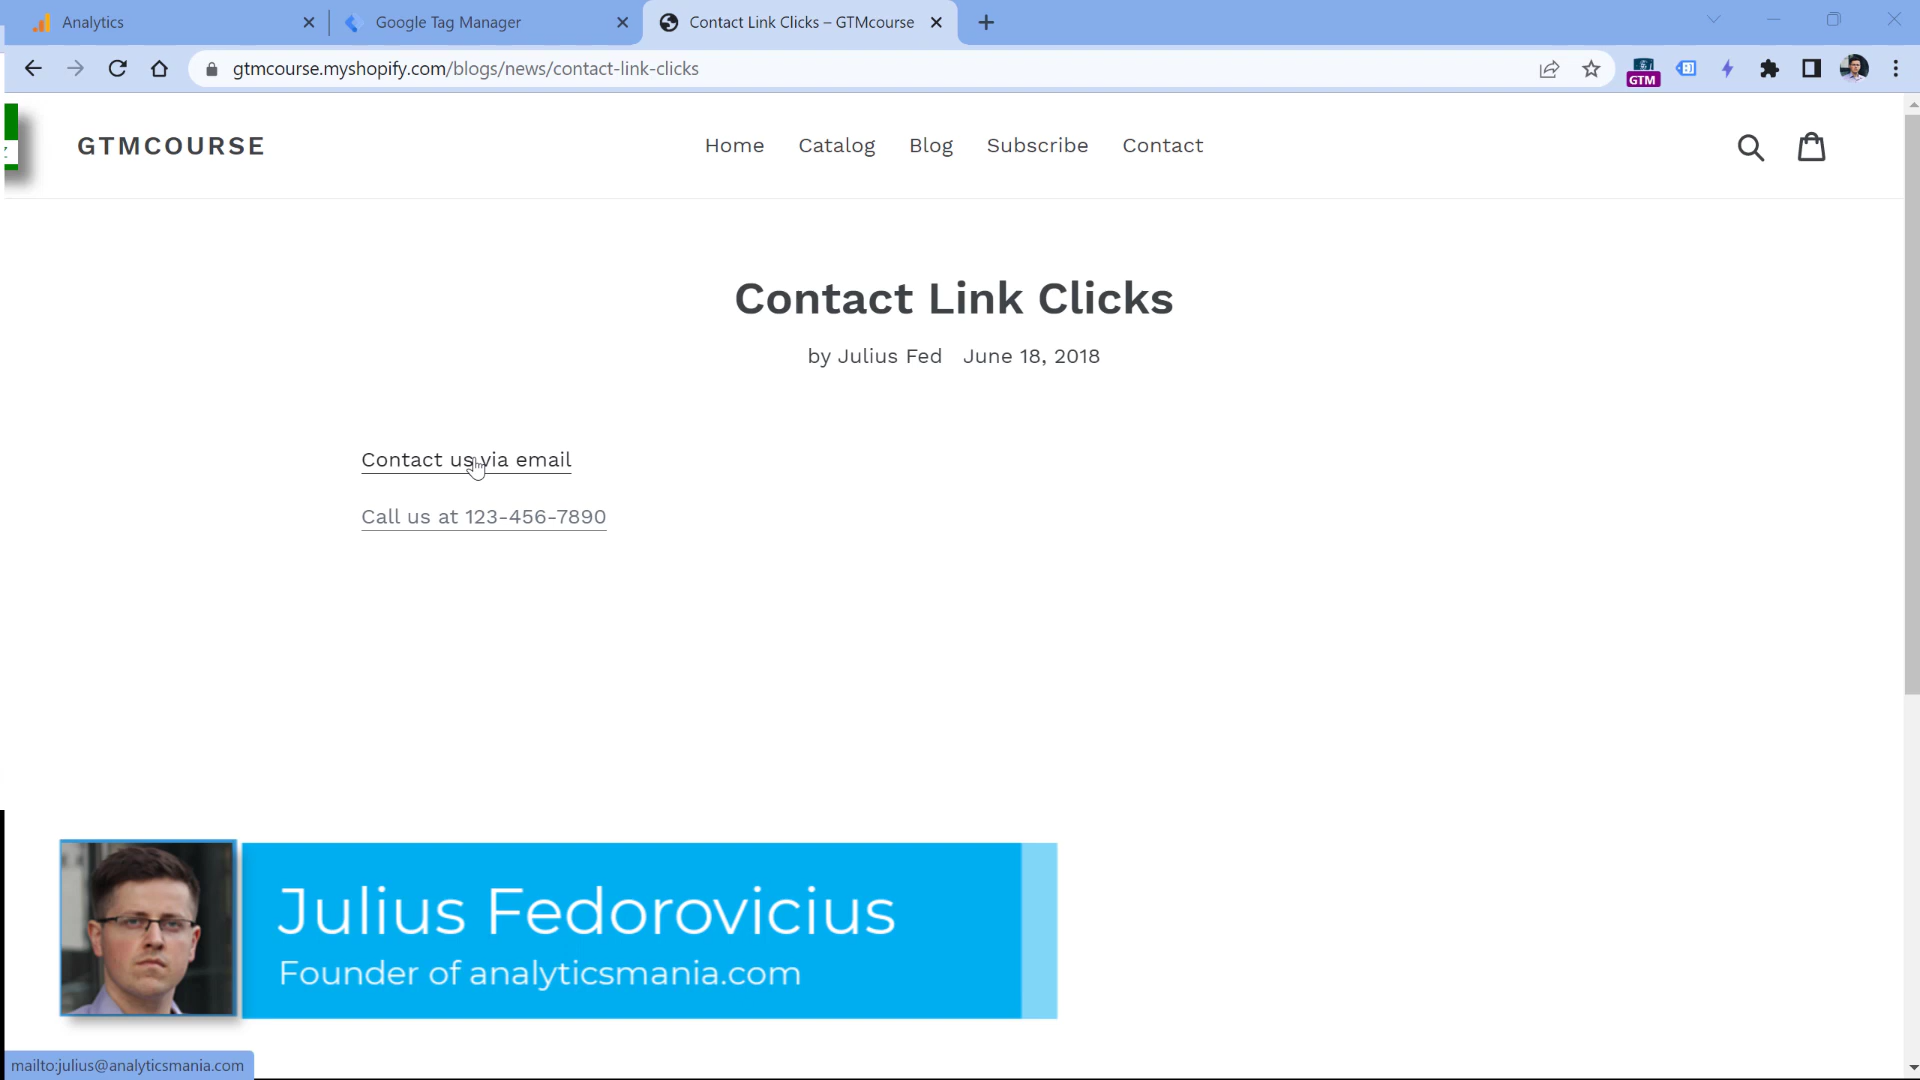 Analytics
Google Tag Manager
Contact Link Clicks – GTMcourse
gtmcourse.myshopify.com/blogs/news/contact-link-clicks
GTM
GTMCOURSE
Home
Catalog
Blog
Subscribe
Contact
Contact Link Clicks
by Julius Fed June 18, 2018
Contact us via email
Call us at 123-456-7890
Julius Fedorovicius
Founder of analyticsmania.com
mailto:julius@analyticsmania.com